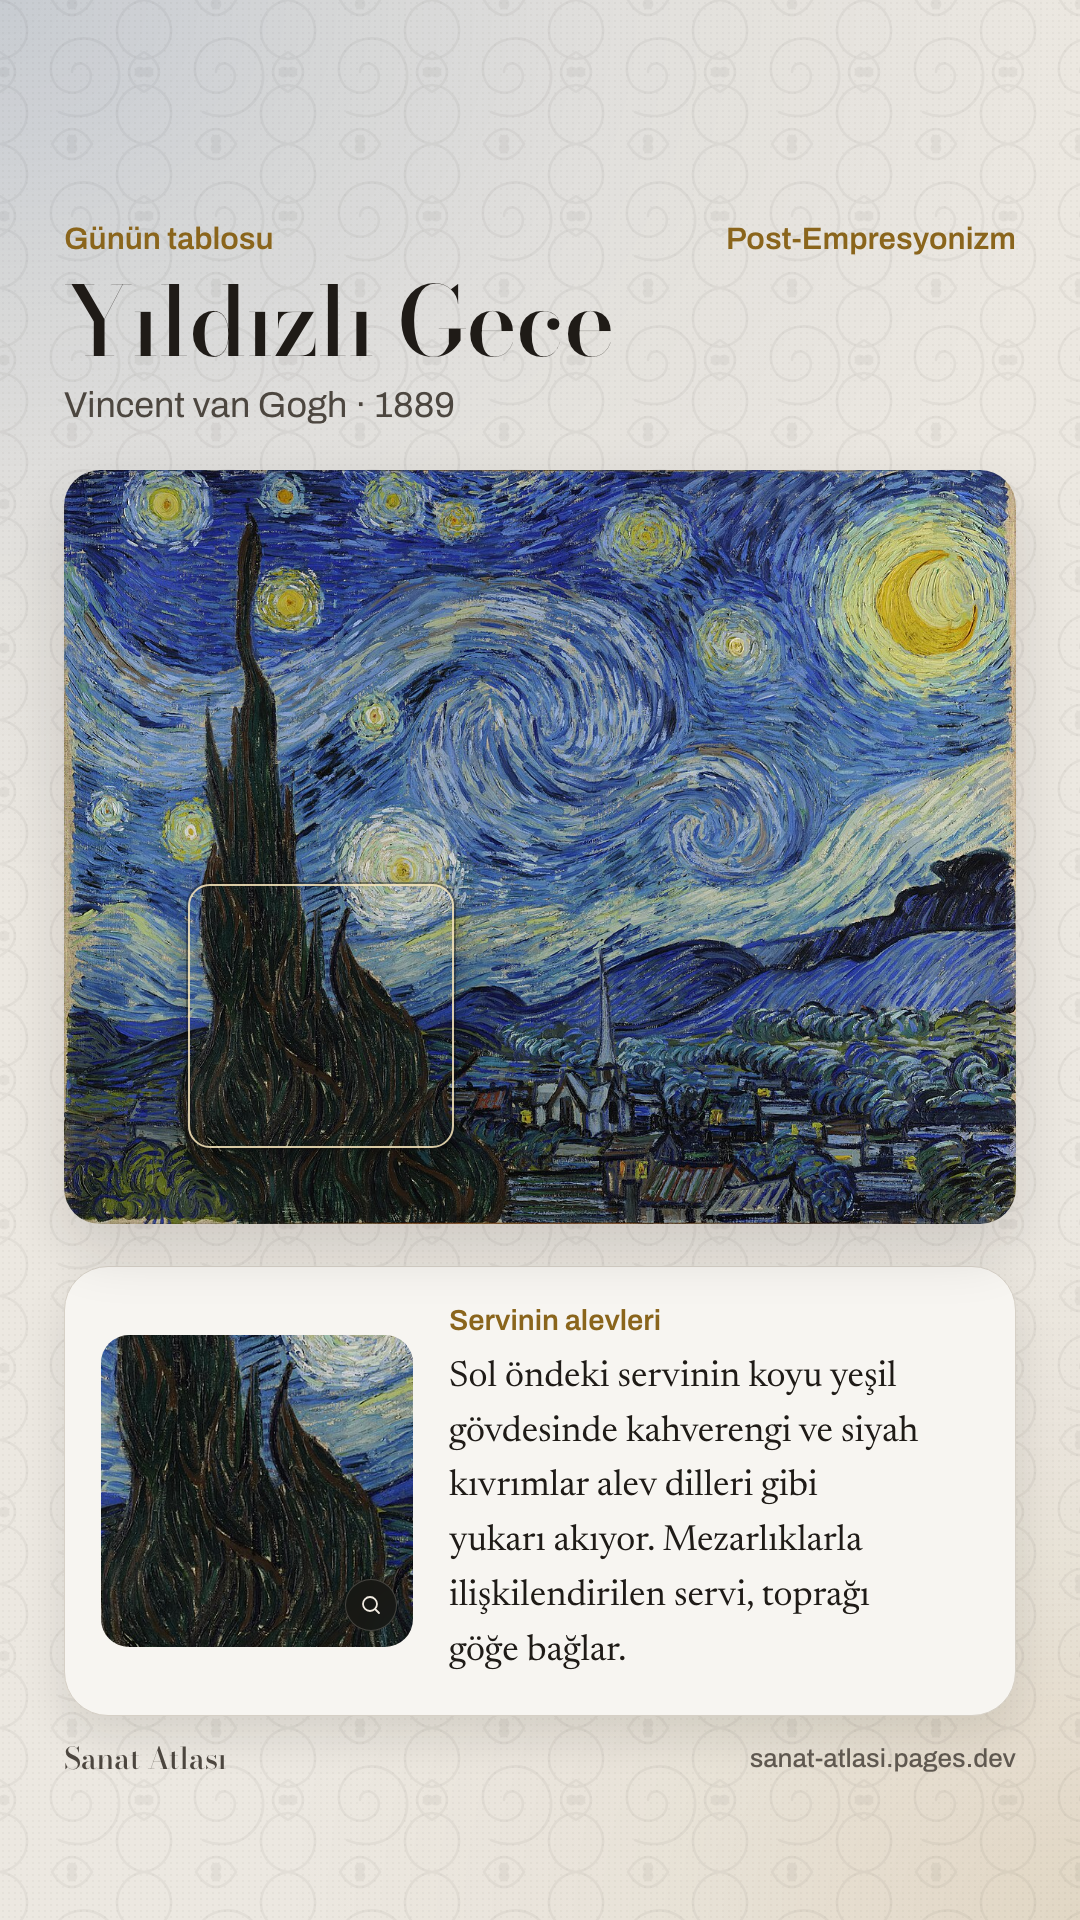 Günün tablosu
Post-Empresyonizm
Yıldızlı Gece
Vincent van Gogh · 1889
Servinin alevleri
Sol öndeki servinin koyu yeşil
gövdesinde kahverengi ve siyah
kıvrımlar alev dilleri gibi
yukarı akıyor. Mezarlıklarla
ilişkilendirilen servi, toprağı
göğe bağlar.
Sanat Atlası
sanat-atlasi.pages.dev